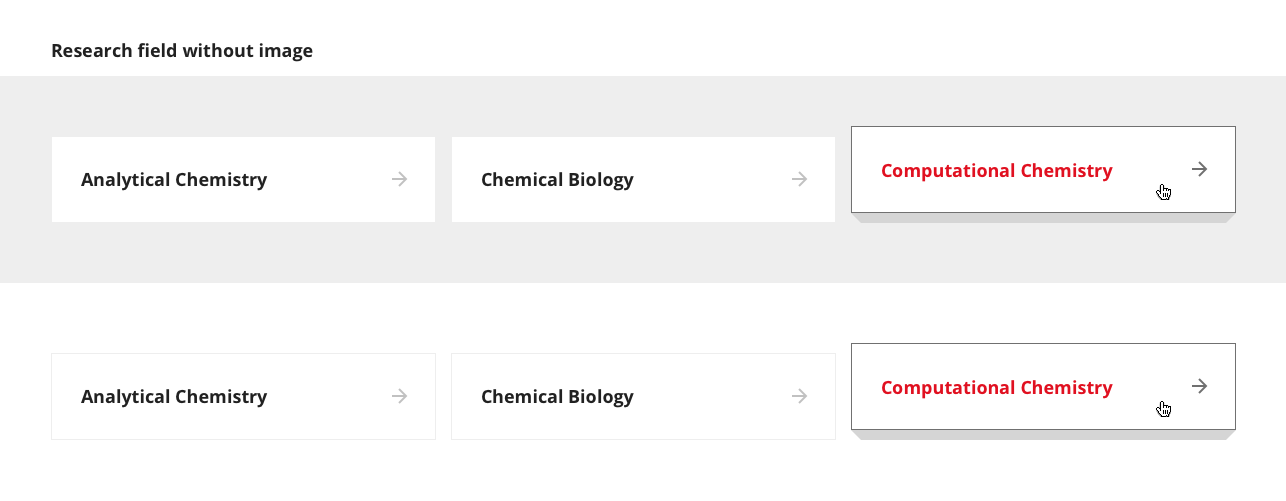 Research field without image
Analytical Chemistry
Chemical Biology
Computational Chemistry
Analytical Chemistry
Chemical Biology
Computational Chemistry